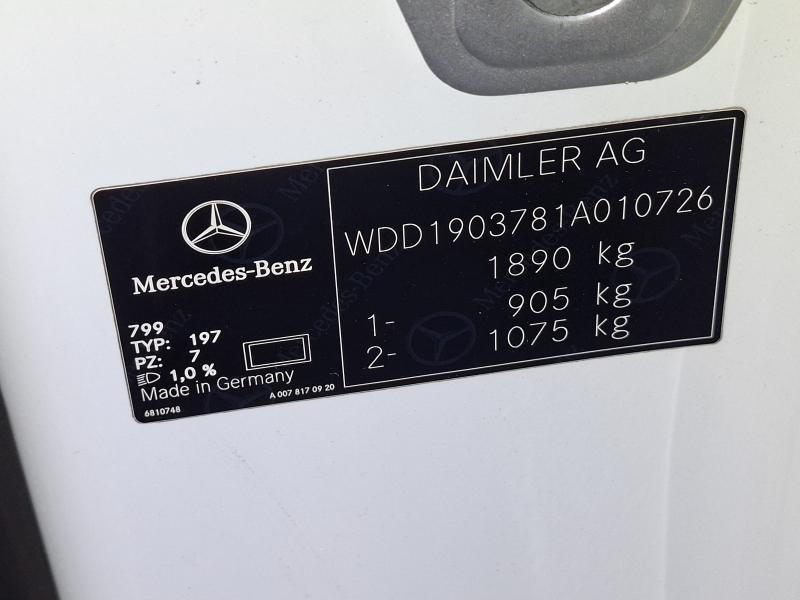 Mercedes-Benz
799
TYP: 197
PZ: 7
1,0 %
Made in Germany
6810748
A 007 817 09 20
DAIMLER AG
WDD1903781A010726
1890 kg
1- 905 kg
2- 1075 kg